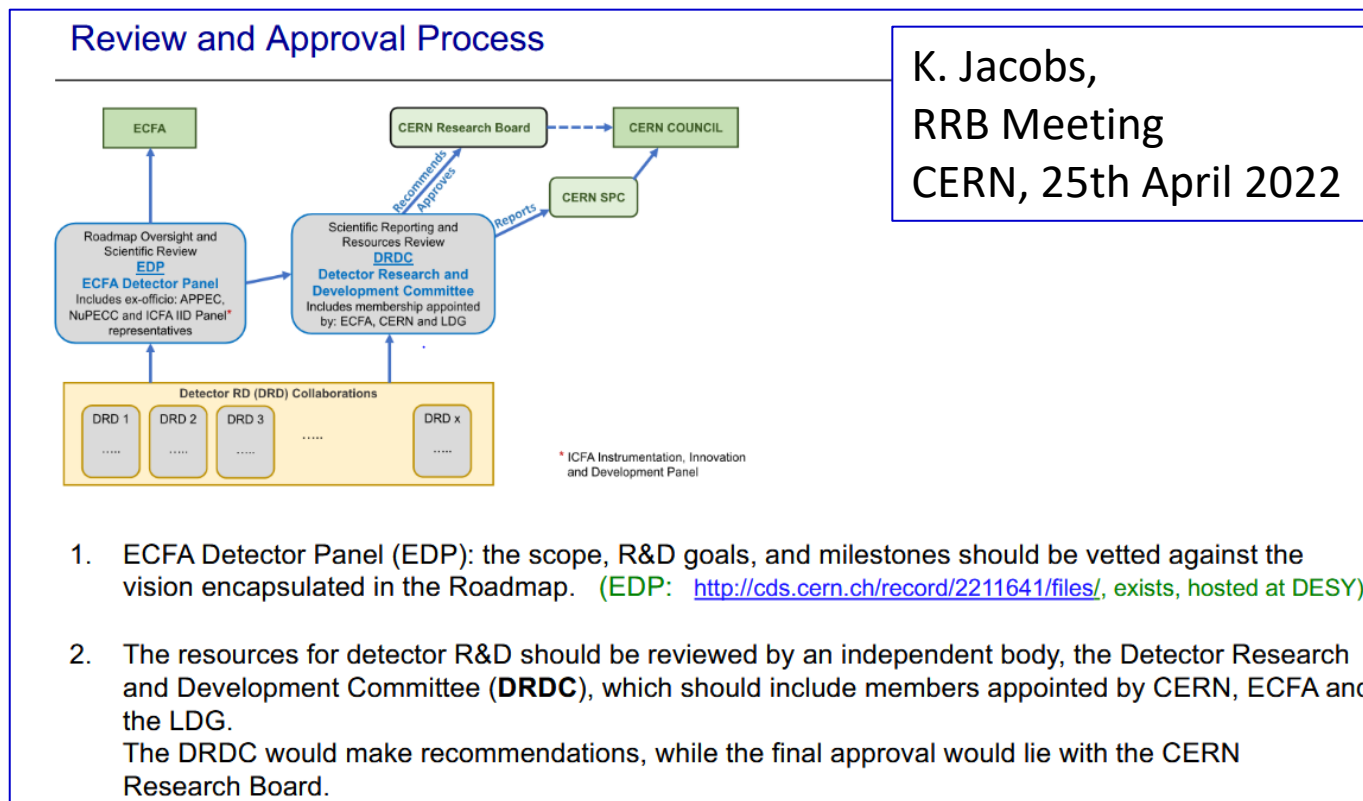 Review and Approval Process
K. Jacobs,
RRB Meeting
CERN, 25th April 2022
ECFA
CERN Research Board
CERN COUNCIL
Recommends
Approves
CERN SPC
Reports
Roadmap Oversight and
Scientific Review
EDP
ECFA Detector Panel
Includes ex-officio: APPEC,
NuPECC and ICFA IID Panel*
representatives
Scientific Reporting and
Resources Review
DRDC
Detector Research and
Development Committee
Includes membership appointed
by: ECFA, CERN and LDG
Detector RD (DRD) Collaborations
DRD 1
.....
DRD 2
.....
DRD 3
.....
.....
DRD x
.....
* ICFA Instrumentation, Innovation
and Development Panel
1. ECFA Detector Panel (EDP): the scope, R&D goals, and milestones should be vetted against the
vision encapsulated in the Roadmap. (EDP: http://cds.cern.ch/record/2211641/files/, exists, hosted at DESY)
2. The resources for detector R&D should be reviewed by an independent body, the Detector Research
and Development Committee (DRDC), which should include members appointed by CERN, ECFA and
the LDG.
The DRDC would make recommendations, while the final approval would lie with the CERN
Research Board.